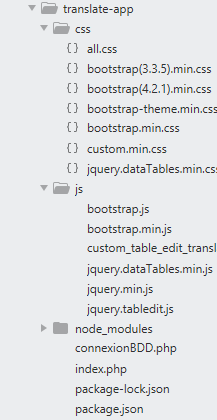 translate-app
css
all.css
bootstrap(3.3.5).min.css
bootstrap(4.2.1).min.css
bootstrap-theme.min.css
bootstrap.min.css
custom.min.css
jquery.dataTables.min.cs
js
bootstrap.js
bootstrap.min.js
custom_table_edit_transl
jquery.dataTables.min.js
jquery.min.js
jquery.tabledit.js
node_modules
connexionBDD.php
index.php
package-lock.json
package.json